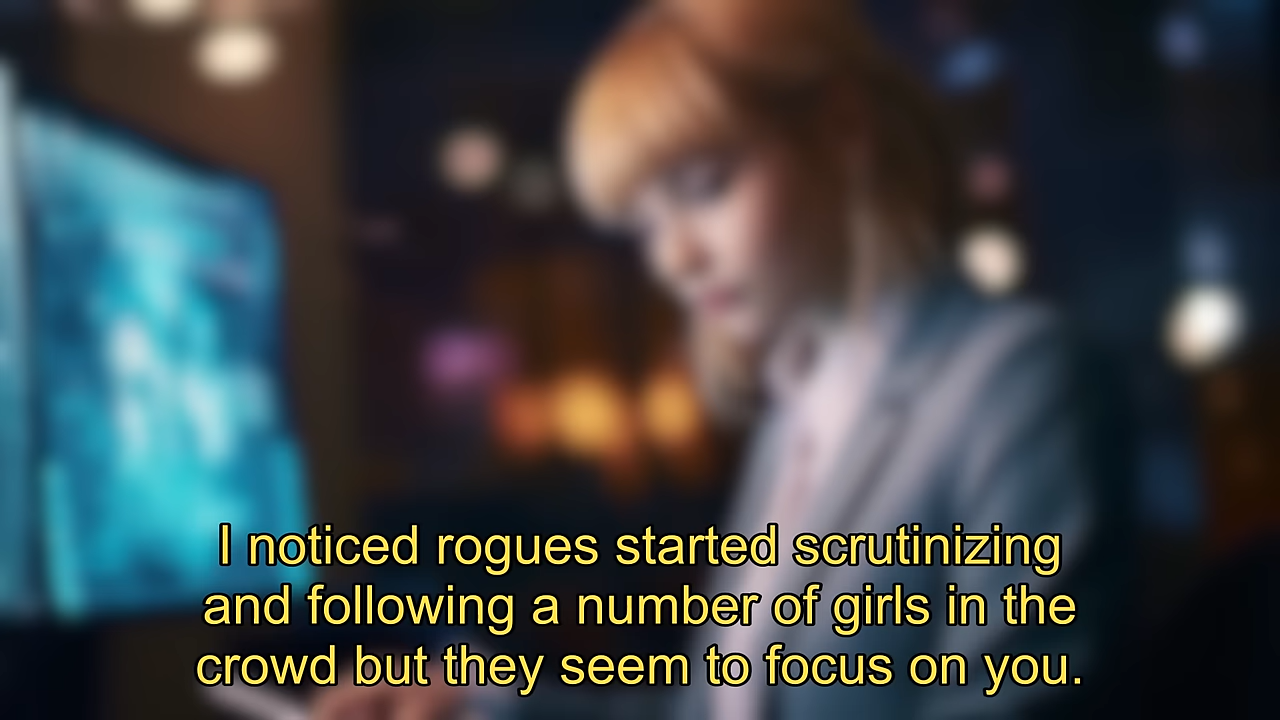 I noticed rogues started scrutinizing
and following a number of girls in the
crowd but they seem to focus on you.